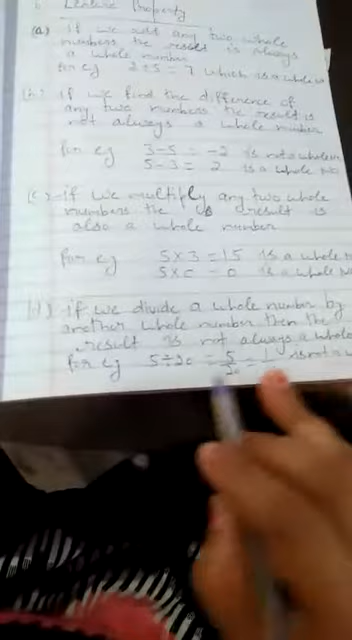 Closure Property
(a) if we add any two whole
numbers the result is always
a whole number
for eg 2+5 = 7 which is a whole
(b) if we find the difference of
any two numbers the result is
not always a whole number
for eg 3-5 = -2 is not a whole
5-3 = 2 is a whole No
(c) if we multiply any two whole
numbers the result is
also a whole number
for eg 5x3 = 15 is a whole
5x0 = 0 is a whole No
(d) if we divide a whole number by
another whole number then the
result is not always a whole
for eg 5÷20 = 5/20 = 1 is not a